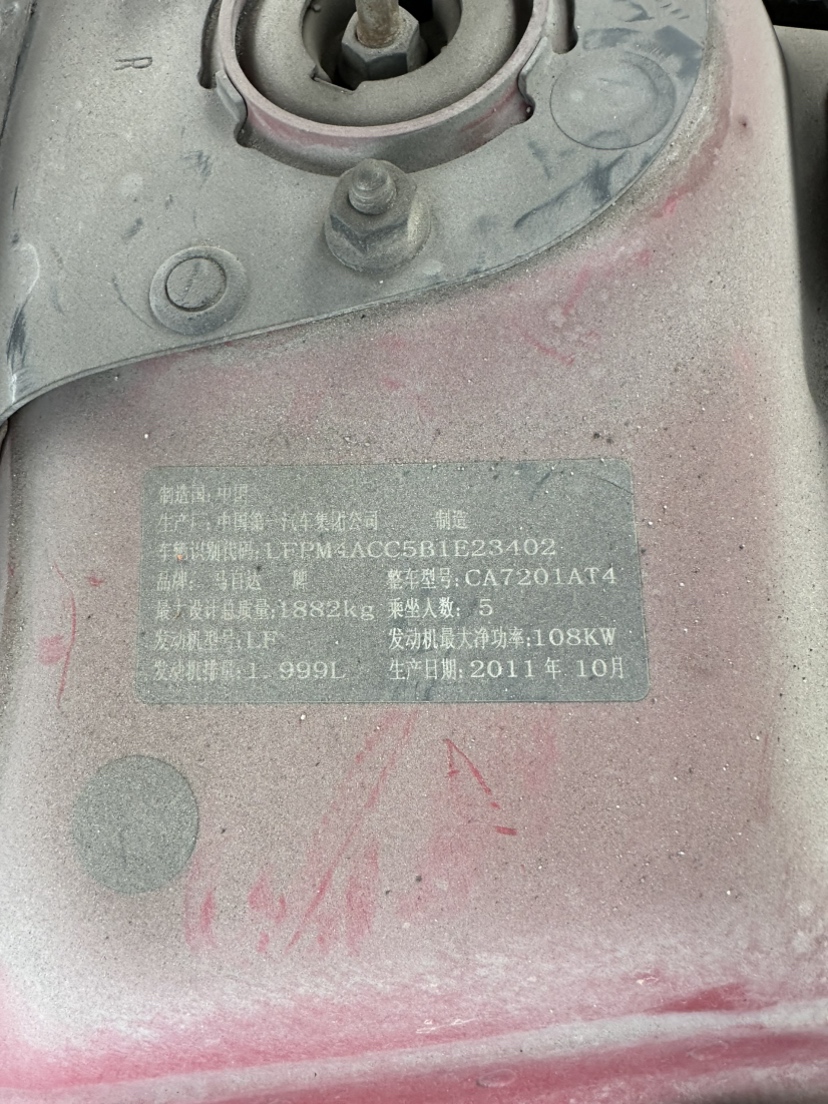 R
制造国：中国
生产厂：中国第一汽车集团公司 制造
车辆识别代码：LFPM4ACC5B1E23402
品牌：马自达 牌 整车型号：CA7201AT4
最大设计总质量：1882kg 乘坐人数：5
发动机型号：LF 发动机最大净功率：108KW
发动机排量：1.999L 生产日期：2011年 10月